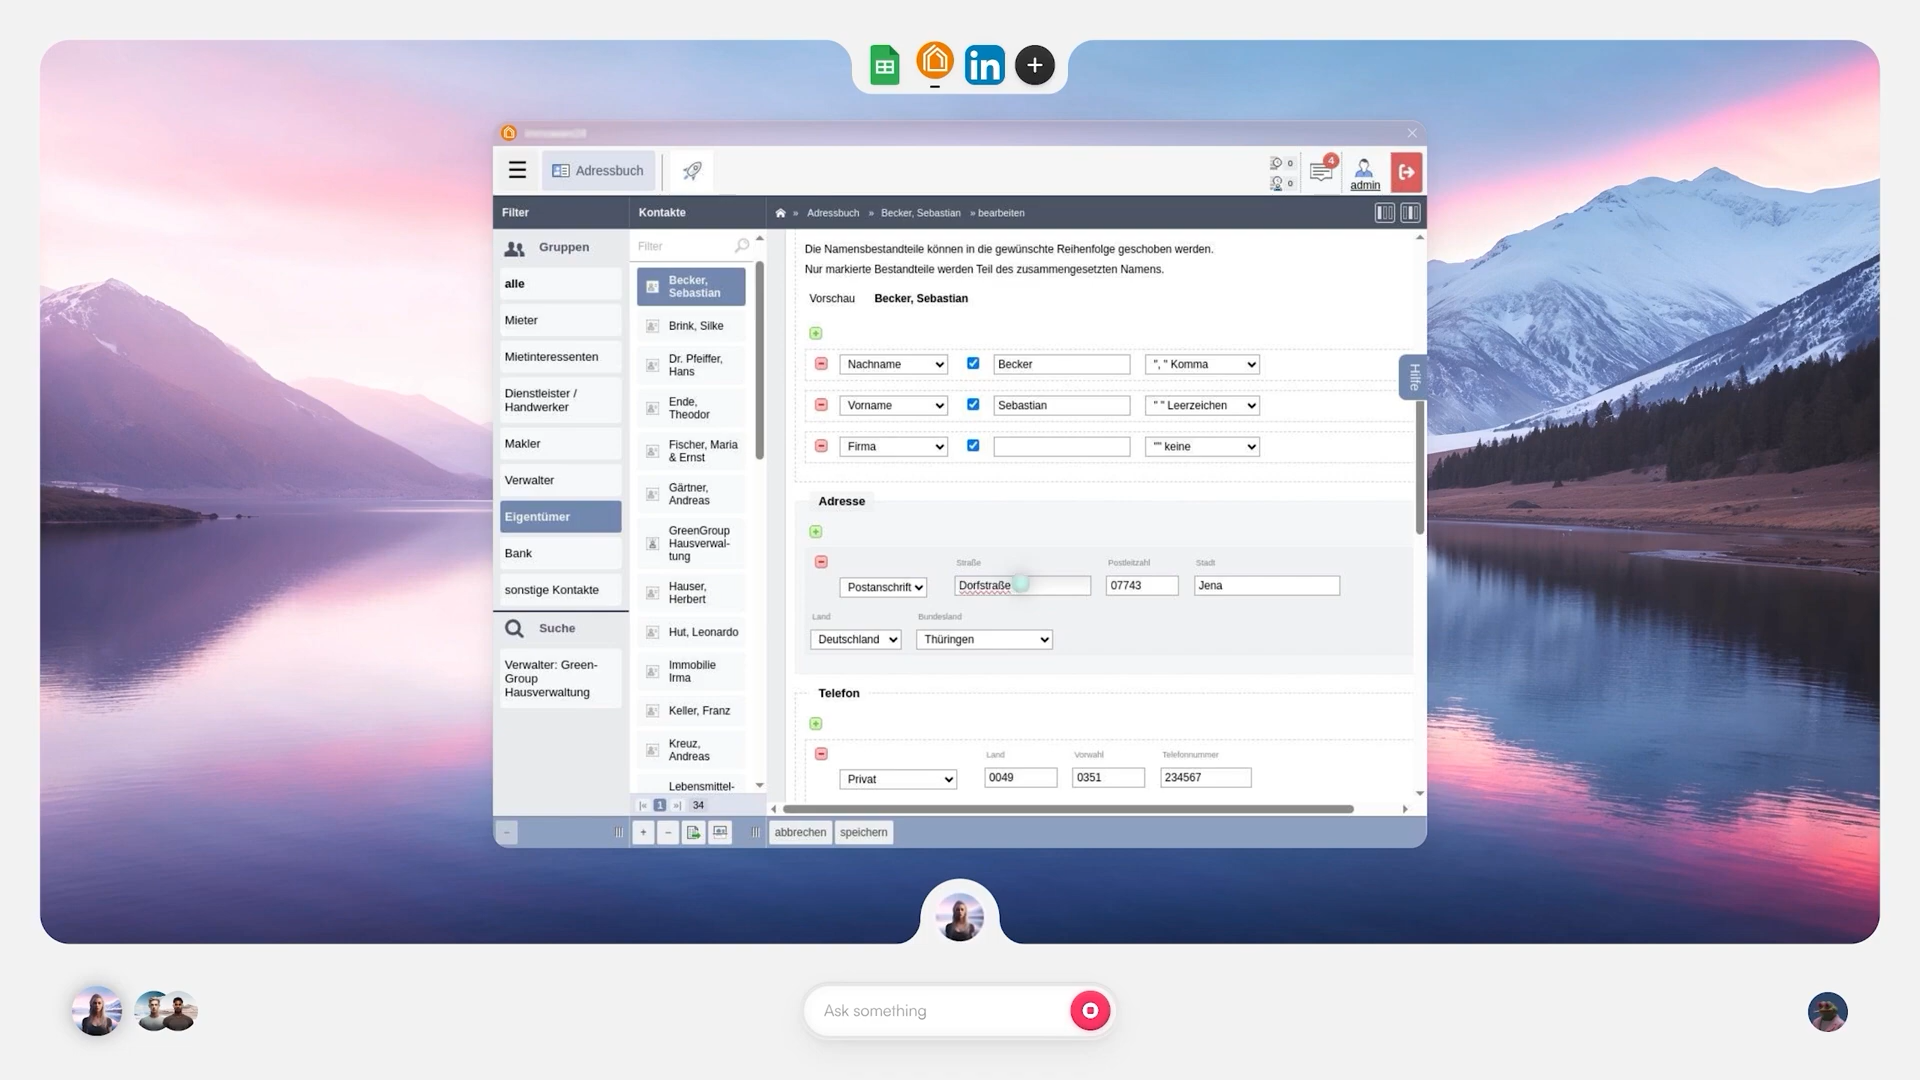 in
Adressbuch
0
0
4
admin
Filter
Kontakte
» Adressbuch » Becker, Sebastian » bearbeiten
Gruppen
alle
Mieter
Mietinteressenten
Dienstleister /
Handwerker
Makler
Verwalter
Eigentümer
Bank
sonstige Kontakte
Suche
Verwalter: Green-
Group
Hausverwaltung
Filter
Becker,
Sebastian
Brink, Silke
Dr. Pfeiffer,
Hans
Ende,
Theodor
Fischer, Maria
& Ernst
Gärtner,
Andreas
GreenGroup
Hausverwal-
tung
Hauser,
Herbert
Hut, Leonardo
Immobilie
Irma
Keller, Franz
Kreuz,
Andreas
Lebensmittel-
1
34
Die Namensbestandteile können in die gewünschte Reihenfolge geschoben werden.
Nur markierte Bestandteile werden Teil des zusammengesetzten Namens.
Vorschau Becker, Sebastian
Nachname Becker ", " Komma
Vorname Sebastian " " Leerzeichen
Firma "" keine
Hilfe
Adresse
Straße Postleitzahl Stadt
Postanschrift Dorfstraße 07743 Jena
Land Bundesland
Deutschland Thüringen
Telefon
Land Vorwahl Telefonnummer
Privat 0049 0351 234567
abbrechen speichern
Ask something